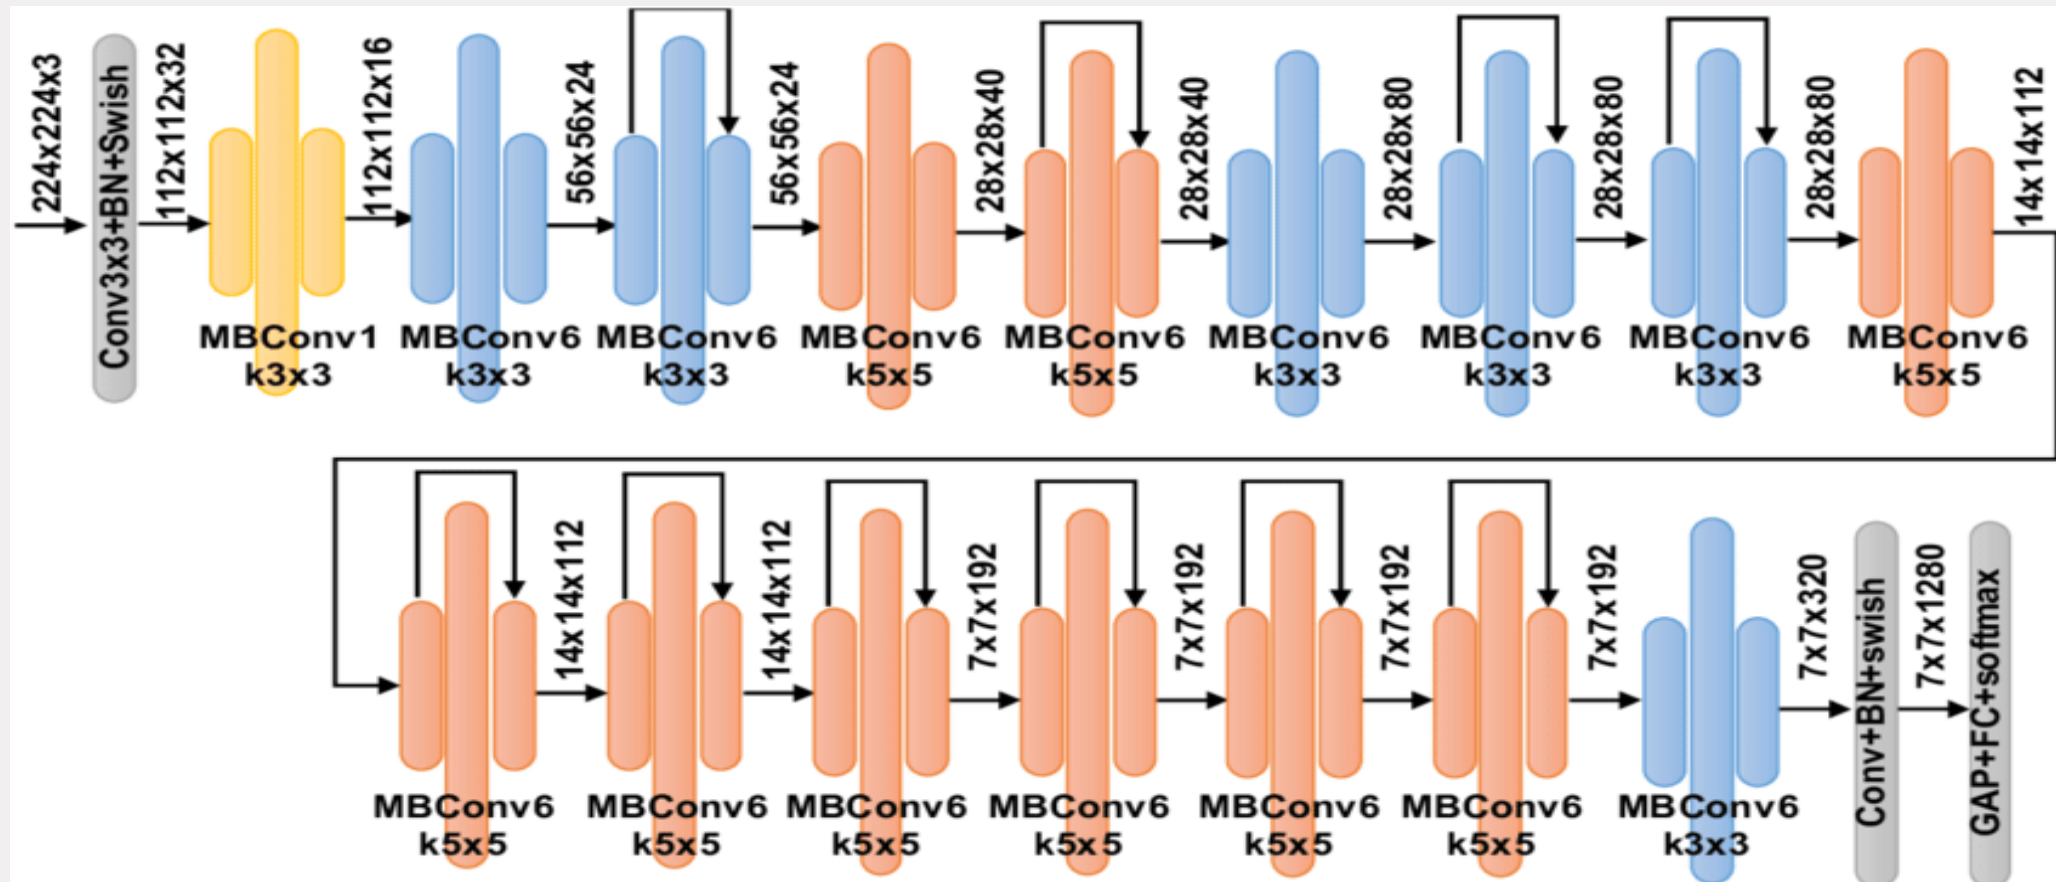 224x224x3
Conv3x3+BN+Swish
112x112x32
MBConv1
k3x3
112x112x16
MBConv6
k3x3
56x56x24
MBConv6
k3x3
56x56x24
MBConv6
k5x5
28x28x40
MBConv6
k5x5
28x28x40
MBConv6
k3x3
28x28x80
MBConv6
k3x3
28x28x80
MBConv6
k3x3
28x28x80
MBConv6
k5x5
14x14x112
MBConv6
k5x5
14x14x112
MBConv6
k5x5
14x14x112
MBConv6
k5x5
7x7x192
MBConv6
k5x5
7x7x192
MBConv6
k5x5
7x7x192
MBConv6
k5x5
7x7x192
MBConv6
k3x3
7x7x320
Conv+BN+swish
7x7x1280
GAP+FC+softmax